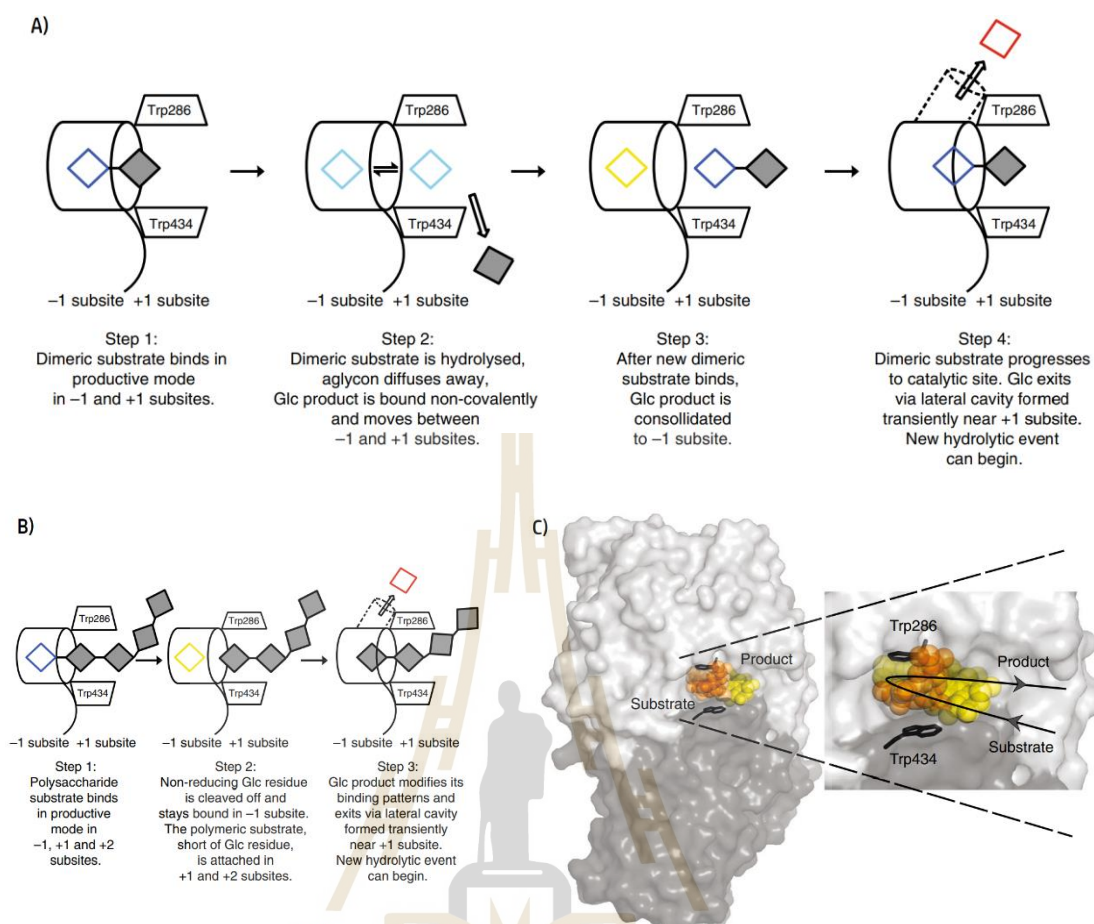 A)
Trp286
Trp434
–1 subsite +1 subsite
Step 1:
Dimeric substrate binds in
productive mode
in –1 and +1 subsites.
Trp286
Trp434
–1 subsite +1 subsite
Step 2:
Dimeric substrate is hydrolysed,
aglycon diffuses away,
Glc product is bound non-covalently
and moves between
–1 and +1 subsites.
Trp286
Trp434
–1 subsite +1 subsite
Step 3:
After new dimeric
substrate binds,
Glc product is
consollidated
to –1 subsite.
Trp286
Trp434
–1 subsite +1 subsite
Step 4:
Dimeric substrate progresses
to catalytic site. Glc exits
via lateral cavity formed
transiently near +1 subsite.
New hydrolytic event
can begin.
B)
Trp286
Trp434
–1 subsite +1 subsite
Step 1:
Polysaccharide
substrate binds
in productive
mode in
–1, +1 and +2
subsites.
Trp286
Trp434
–1 subsite +1 subsite
Step 2:
Non-reducing Glc residue
is cleaved off and
stays bound in –1 subsite.
The polymeric substrate,
short of Glc residue,
is attached in
+1 and +2 subsites.
Trp286
Trp434
–1 subsite +1 subsite
Step 3:
Glc product modifies its
binding patterns and
exits via lateral cavity
formed transiently
near +1 subsite.
New hydrolytic event
can begin.
C)
Product
Substrate
Trp286
Product
Substrate
Trp434